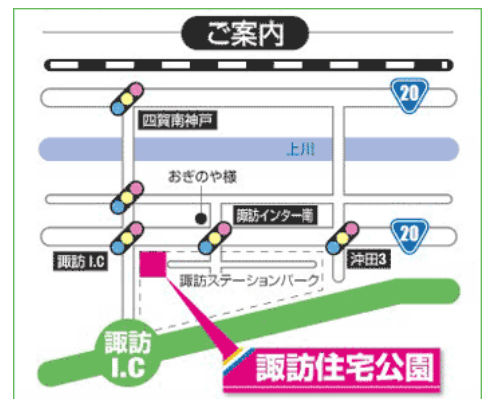 ご案内
20
四賀南神戸
上川
おぎのや様
諏訪インター南
20
諏訪 I.C
沖田3
諏訪ステーションパーク
諏訪
I.C
諏訪住宅公園